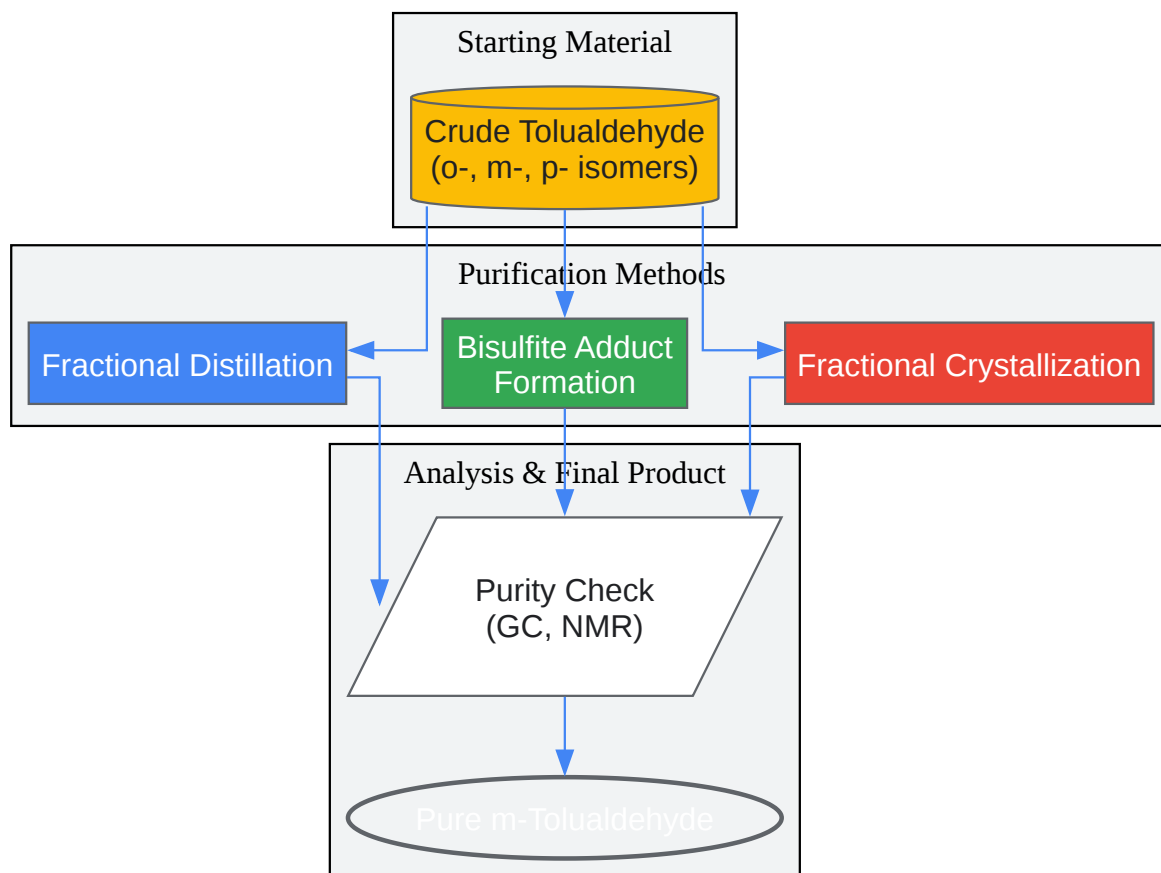 Starting Material
Crude Tolualdehyde
(o-, m-, p- isomers)
Purification Methods
Fractional Distillation
Bisulfite Adduct
Formation
Fractional Crystallization
Analysis & Final Product
Purity Check
(GC, NMR)
Pure m-Tolualdehyde